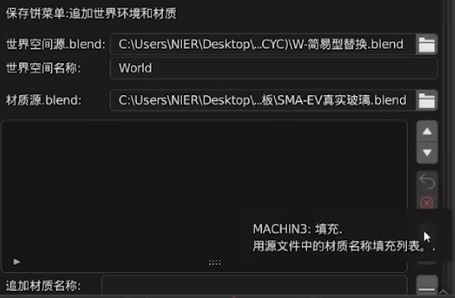 保存饼菜单:追加世界环境和材质
世界空间源.blend: C:\Users\NIER\Desktop\...CYC)\W-简易型替换.blend
世界空间名称: World
材质源.blend: C:\Users\NIER\Desktop\...板\SMA-EV真实玻璃.blend
MACHIN3: 填充.
用源文件中的材质名称填充列表。.
追加材质名称: